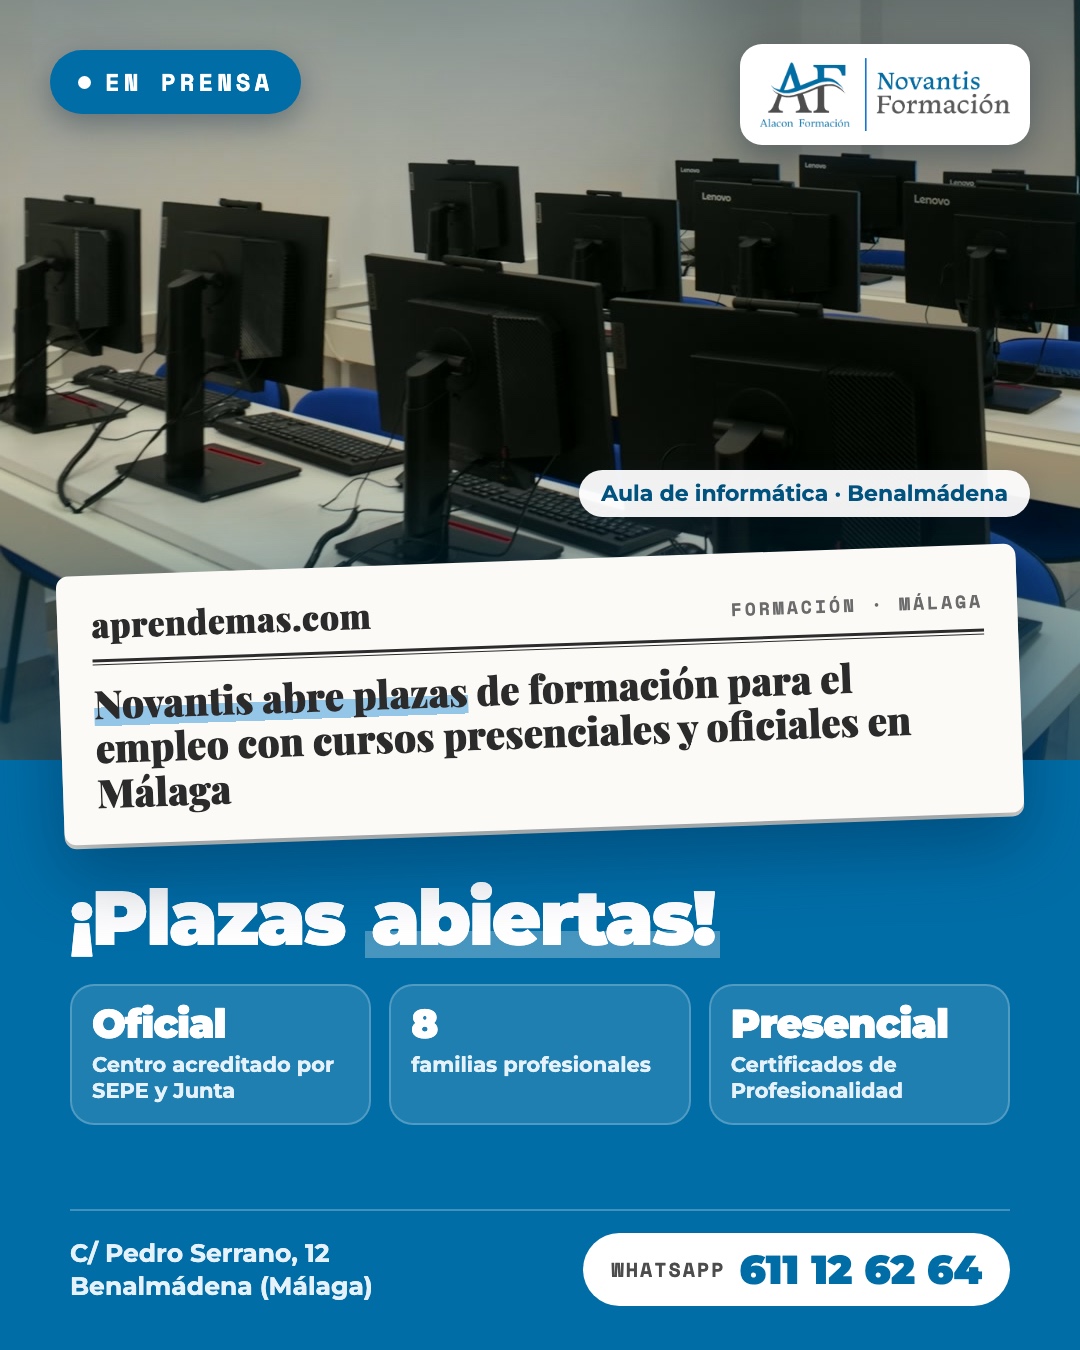 EN PRENSA
AF
Alacon Formación
Novantis
Formación
Lenovo
Lenovo
Lenovo
Lenovo
Lenovo
Aula de informática · Benalmádena
aprendemas.com
FORMACIÓN · MÁLAGA
Novantis abre plazas de formación para el
empleo con cursos presenciales y oficiales en
Málaga
¡Plazas abiertas!
Oficial
Centro acreditado por
SEPE y Junta
8
familias profesionales
Presencial
Certificados de
Profesionalidad
C/ Pedro Serrano, 12
Benalmádena (Málaga)
WHATSAPP 611 12 62 64